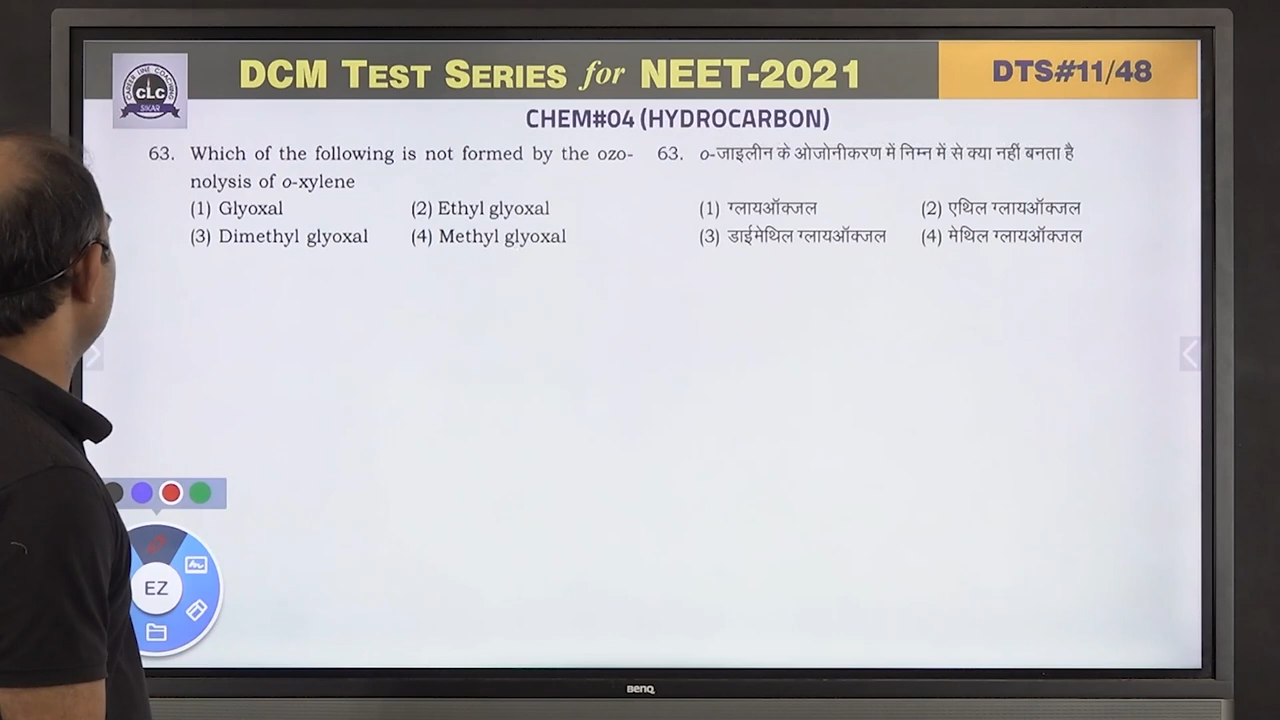 DCM TEST SERIES for NEET-2021
DTS#11/48
CAREER LINE COACHING
CLC
SIKAR
CHEM#04 (HYDROCARBON)
63. Which of the following is not formed by the ozo-
nolysis of o-xylene
(1) Glyoxal (2) Ethyl glyoxal
(3) Dimethyl glyoxal (4) Methyl glyoxal
63. o-जाइलीन के ओजोनीकरण में निम्न में से क्या नहीं बनता है
(1) ग्लायऑक्जल (2) एथिल ग्लायऑक्जल
(3) डाईमेथिल ग्लायऑक्जल (4) मेथिल ग्लायऑक्जल
EZ
BenQ